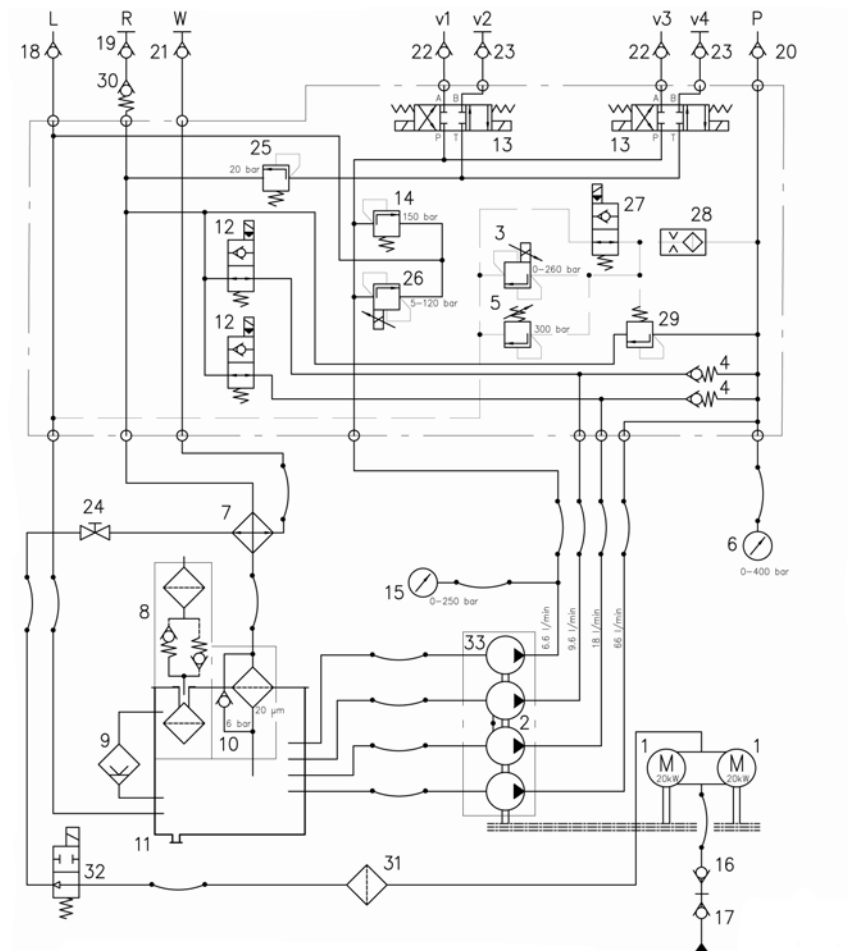 L R W v1 v2 v3 v4 P
18 19 21 22 23 22 23 20
30
A B A B
P T P T
13 13
25
20 bar
14
150 bar
12
27
28
3
0-260 bar
26
5-120 bar
5
300 bar
29
12
4
4
24
7
6
0-400 bar
15
0-250 bar
8
6.6 l/min
9.6 l/min
18 l/min
66 l/min
33
20 µm
6 bar
2
9
10
1 M M 1
20kW 20kW
11
32
31
16
17